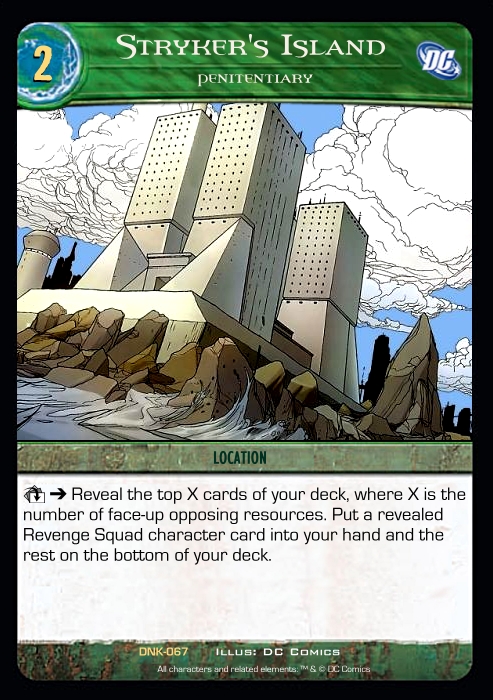 2
Stryker's Island
Penitentiary
DC
LOCATION
➔ Reveal the top X cards of your deck, where X is the
number of face-up opposing resources. Put a revealed
Revenge Squad character card into your hand and the
rest on the bottom of your deck.
DNK-067 Illus: DC Comics
All characters and related elements: ™ & © DC Comics